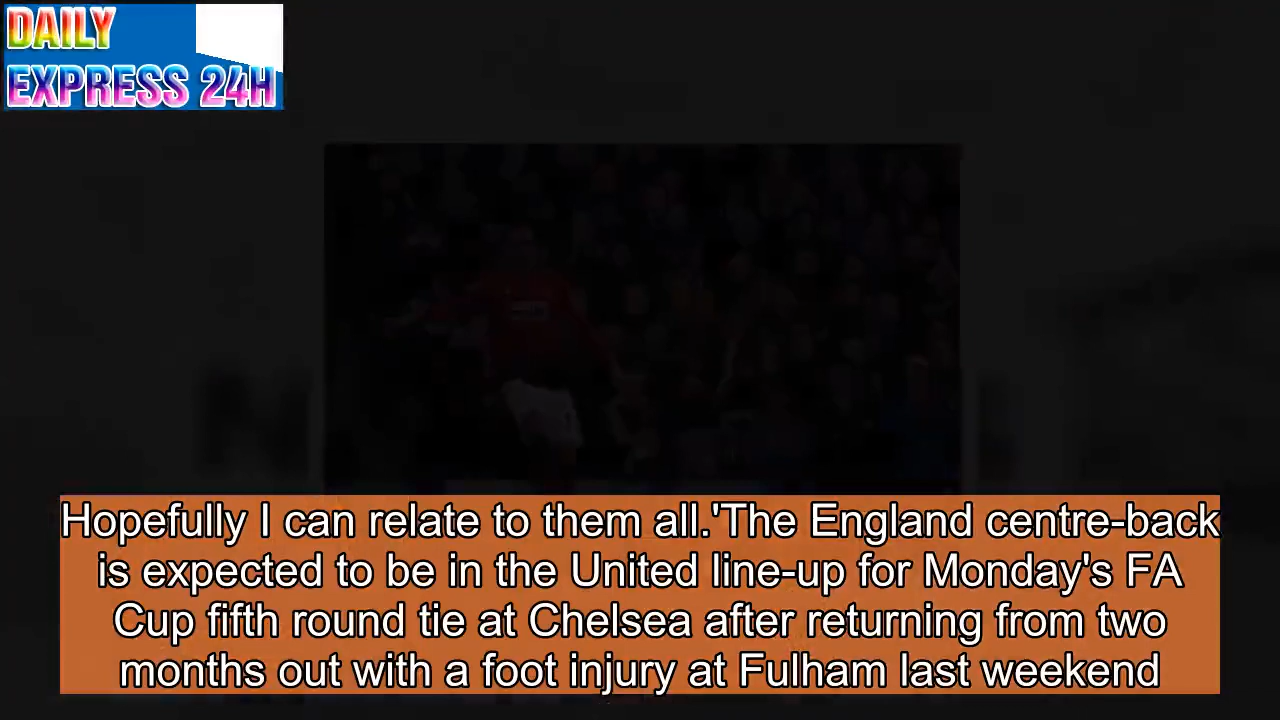 DAILY
EXPRESS 24H
Hopefully I can relate to them all.'The England centre-back
is expected to be in the United line-up for Monday's FA
Cup fifth round tie at Chelsea after returning from two
months out with a foot injury at Fulham last weekend